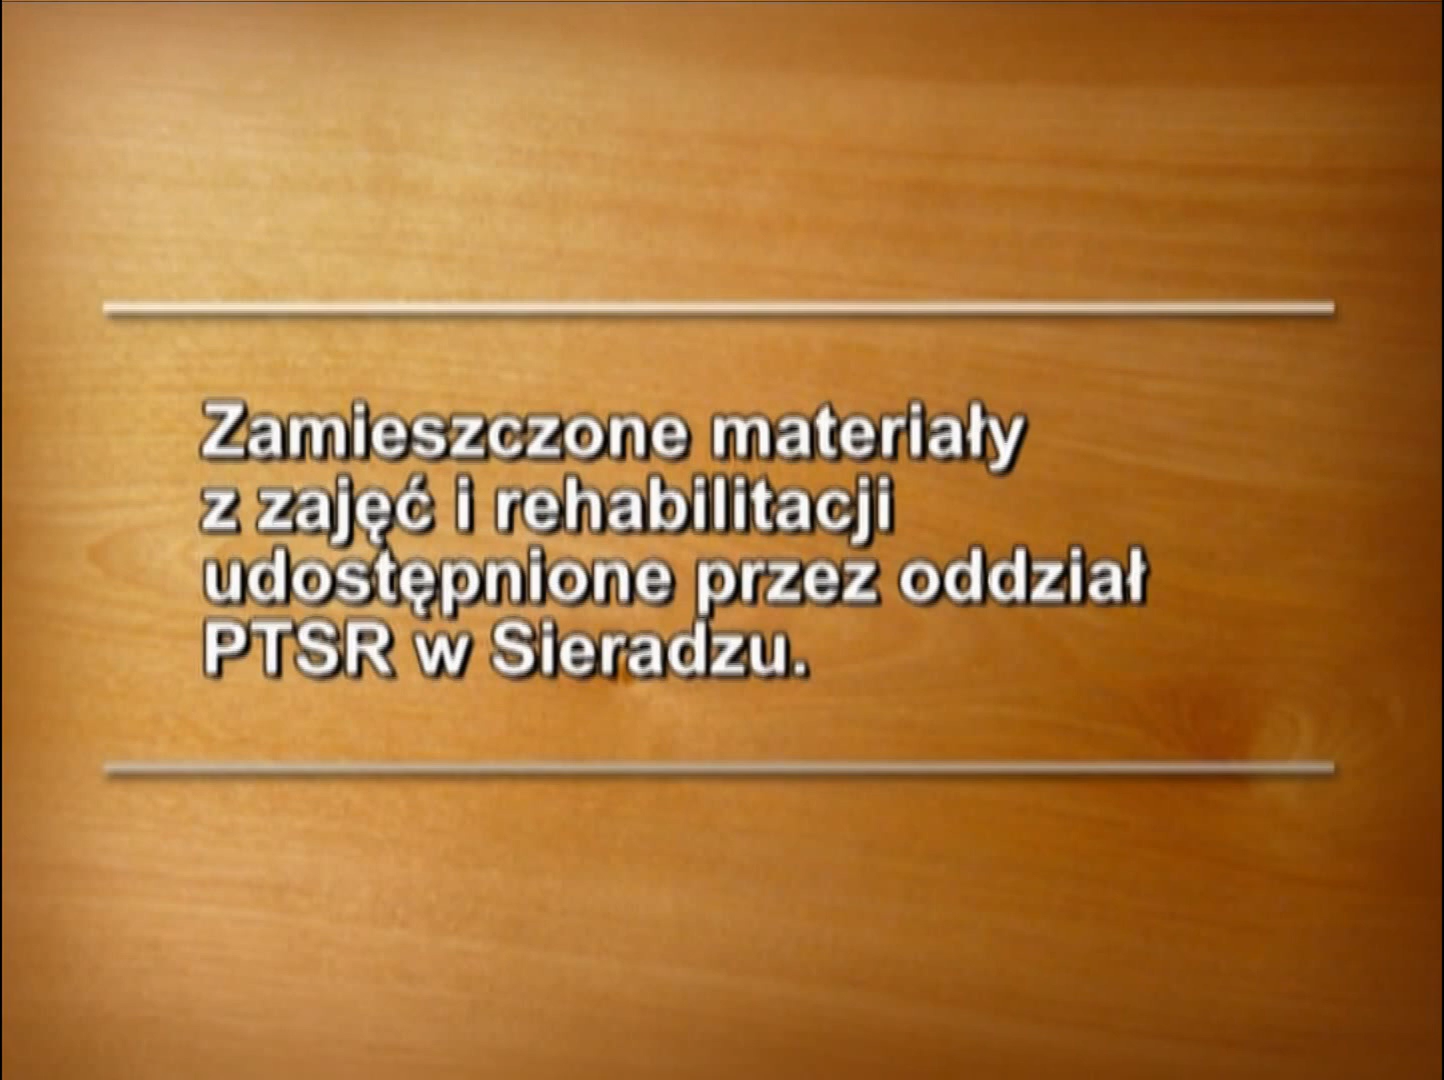 Zamieszczone materiały
z zajęć i rehabilitacji
udostępnione przez oddział
PTSR w Sieradzu.